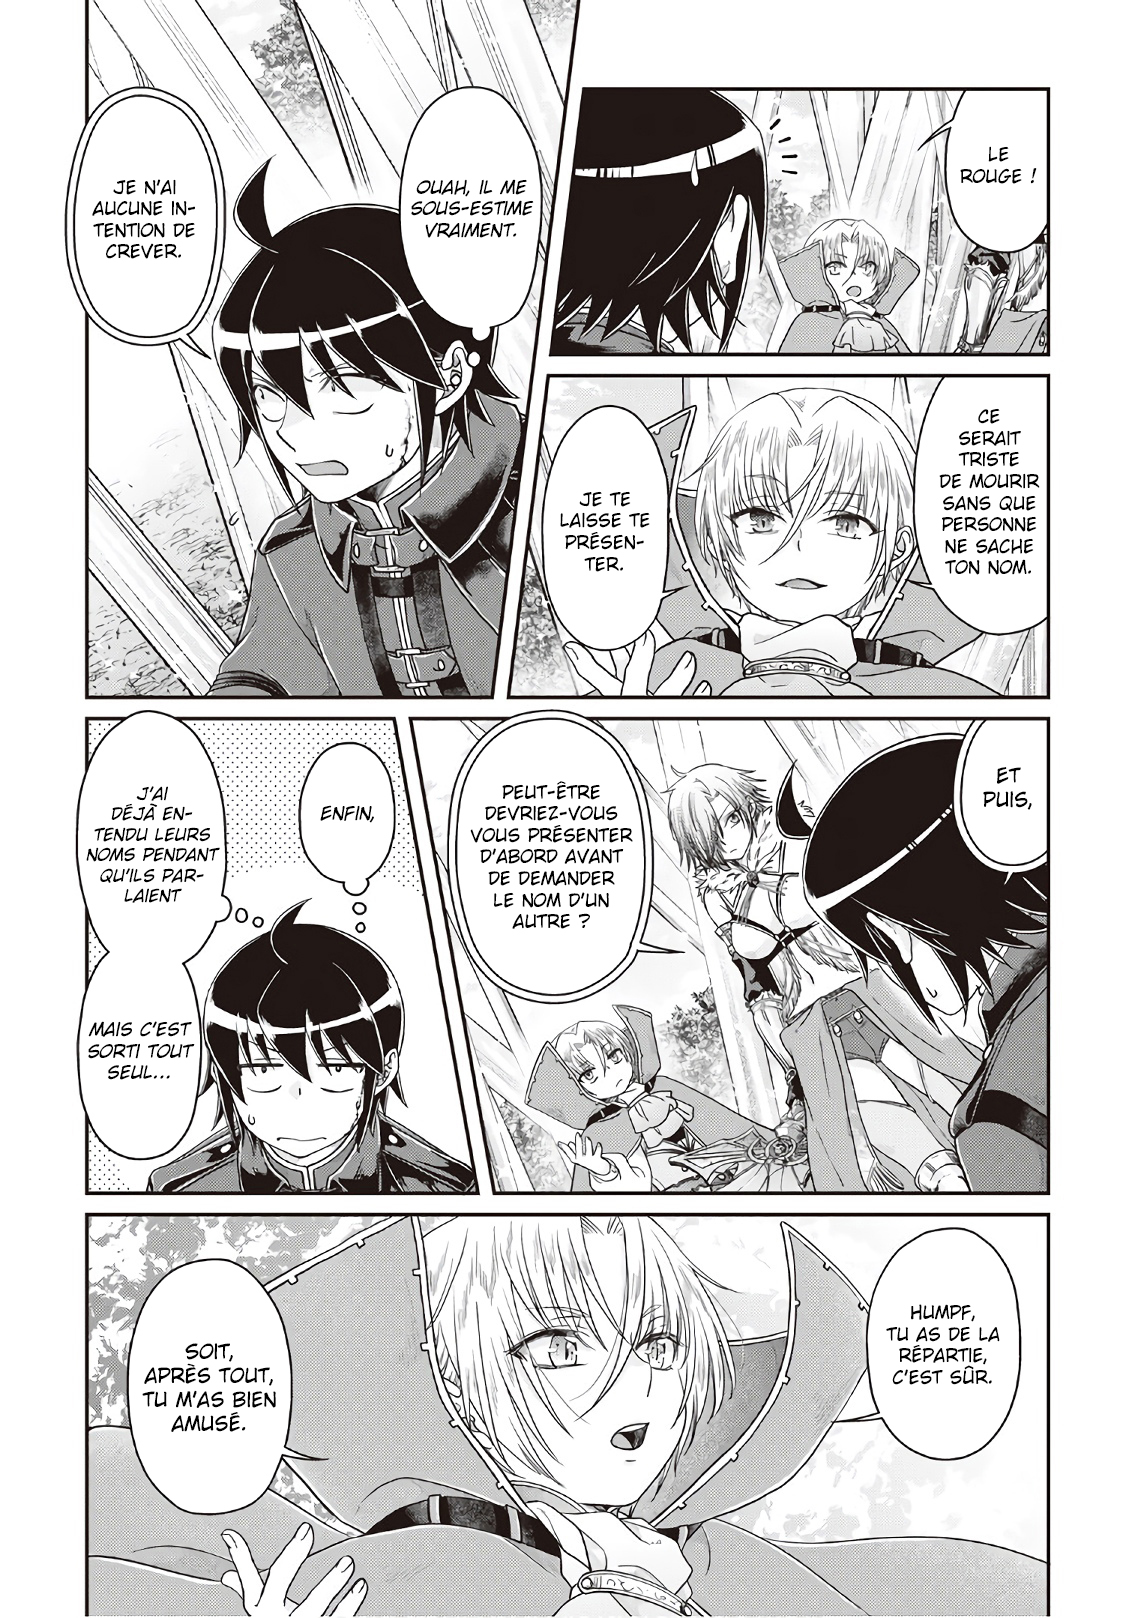 LE
ROUGE !
CE
SERAIT
TRISTE
DE MOURIR
SANS QUE
PERSONNE
NE SACHE
TON NOM.
JE TE
LAISSE TE
PRÉSEN-
TER.
OUAH, IL ME
SOUS-ESTIME
VRAIMENT.
JE N'AI
AUCUNE IN-
TENTION DE
CREVER.
ET
PUIS,
PEUT-ÊTRE
DEVRIEZ-VOUS
VOUS PRÉSENTER
D'ABORD AVANT
DE DEMANDER
LE NOM D'UN
AUTRE ?
ENFIN,
J'AI
DÉJÀ EN-
TENDU LEURS
NOMS PENDANT
QU'ILS PAR-
LAIENT
MAIS C'EST
SORTI TOUT
SEUL...
HUMPF,
TU AS DE LA
RÉPARTIE,
C'EST SÛR.
SOIT,
APRÈS TOUT,
TU M'AS BIEN
AMUSÉ.